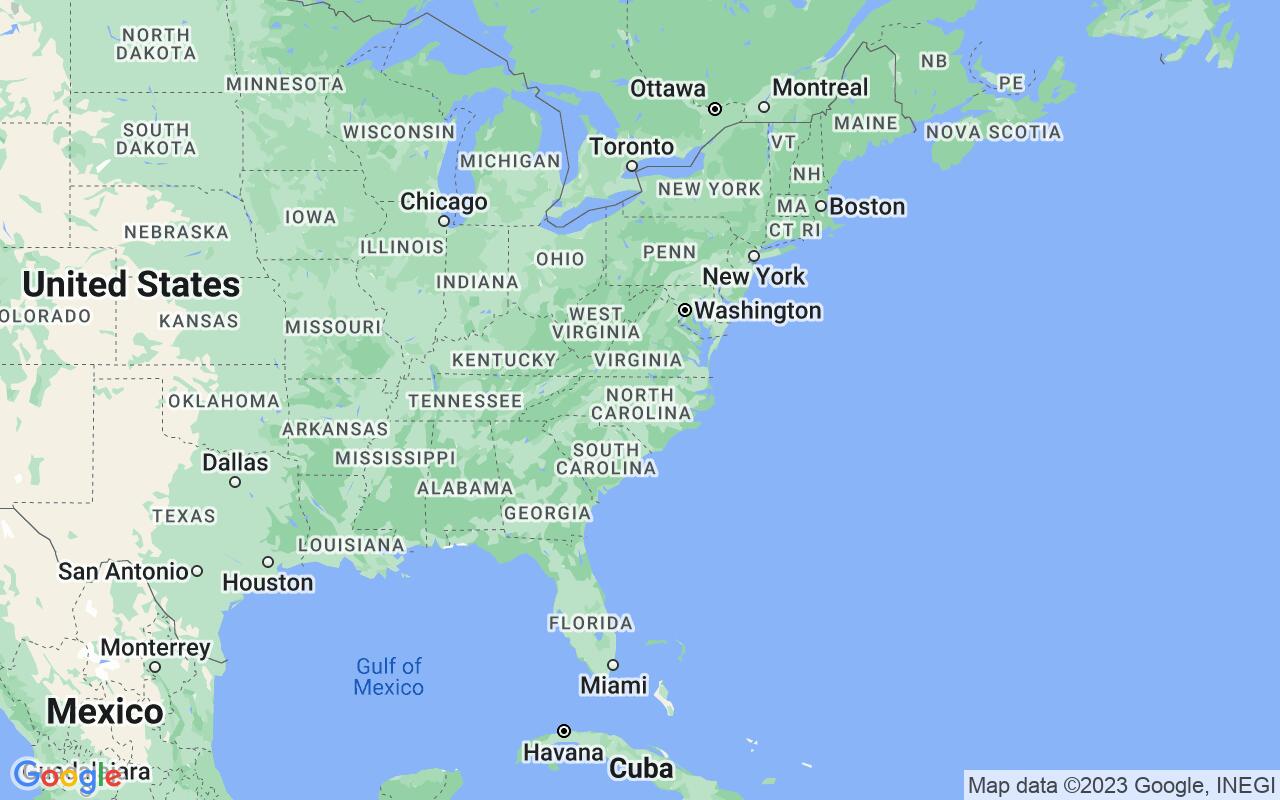 NORTH
DAKOTA
MINNESOTA
Ottawa
Montreal
NB
PE
SOUTH
DAKOTA
WISCONSIN
MICHIGAN
Toronto
VT
MAINE
NOVA SCOTIA
NH
NEW YORK
IOWA
Chicago
MA
Boston
NEBRASKA
ILLINOIS
INDIANA
OHIO
PENN
CT RI
United States
New York
OLORADO
KANSAS
MISSOURI
WEST
VIRGINIA
Washington
KENTUCKY
VIRGINIA
OKLAHOMA
TENNESSEE
NORTH
CAROLINA
ARKANSAS
Dallas
MISSISSIPPI
SOUTH
CAROLINA
ALABAMA
GEORGIA
TEXAS
LOUISIANA
San Antonio
Houston
FLORIDA
Monterrey
Gulf of
Mexico
Miami
Mexico
Havana
Cuba
Google
Map data ©2023 Google, INEGI